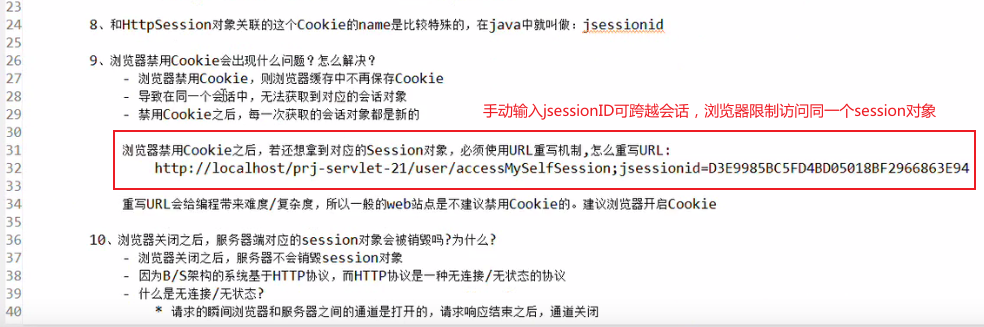 23
24 8、和HttpSession对象关联的这个Cookie的name是比较特殊的，在java中就叫做：jsessionid
25
26 9、浏览器禁用Cookie会出现什么问题？怎么解决？
27 - 浏览器禁用Cookie，则浏览器缓存中不再保存Cookie
28 - 导致在同一个会话中，无法获取到对应的会话对象
29 - 禁用Cookie之后，每一次获取的会话对象都是新的
手动输入jsessionID可跨越会话，浏览器限制访问同一个session对象
30
31 浏览器禁用Cookie之后，若还想拿到对应的Session对象，必须使用URL重写机制,怎么重写URL:
32 http://localhost/prj-servlet-21/user/accessMySelfSession;jsessionid=D3E9985BC5FD4BD05018BF2966863E94
33
34 重写URL会给编程带来难度/复杂度，所以一般的web站点是不建议禁用Cookie的。建议浏览器开启Cookie
35
36 10、浏览器关闭之后，服务器端对应的session对象会被销毁吗?为什么?
37 - 浏览器关闭之后，服务器不会销毁session对象
38 - 因为B/S架构的系统基于HTTP协议，而HTTP协议是一种无连接/无状态的协议
39 - 什么是无连接/无状态?
40 * 请求的瞬间浏览器和服务器之间的通道是打开的，请求响应结束之后，通道关闭